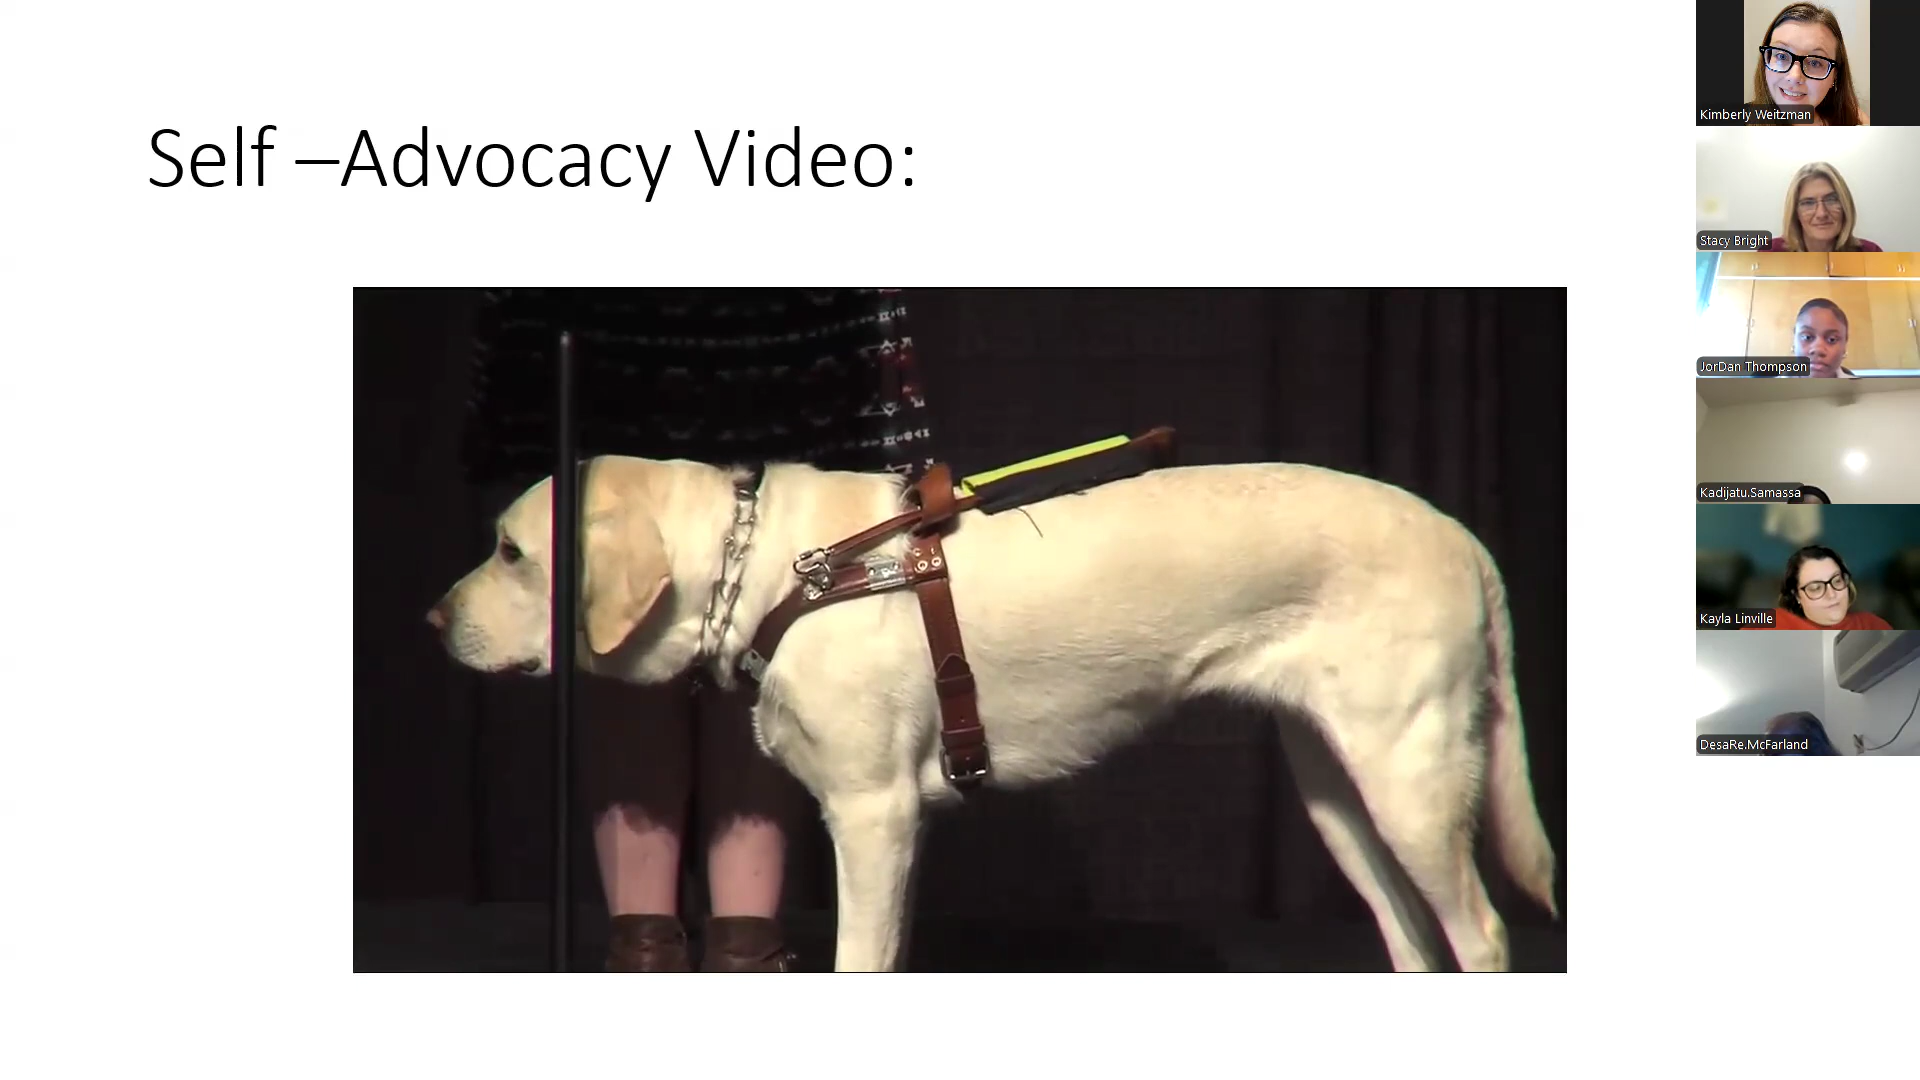 Self –Advocacy Video:
Kimberly Weitzman
Stacy Bright
JorDan Thompson
Kadijatu.Samassa
Kayla Linville
DesaRe.McFarland